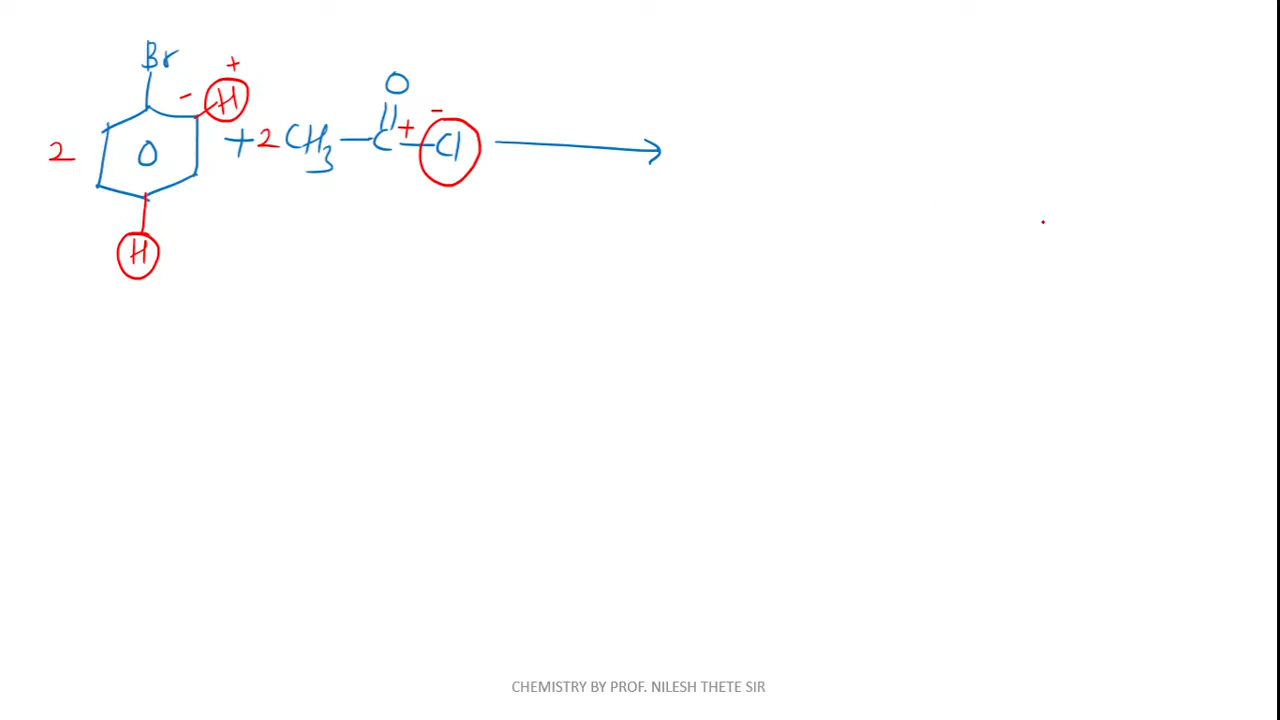 Br
+
- H
O
2 O + 2 CH3 - C + - Cl
H
CHEMISTRY BY PROF. NILESH THETE SIR